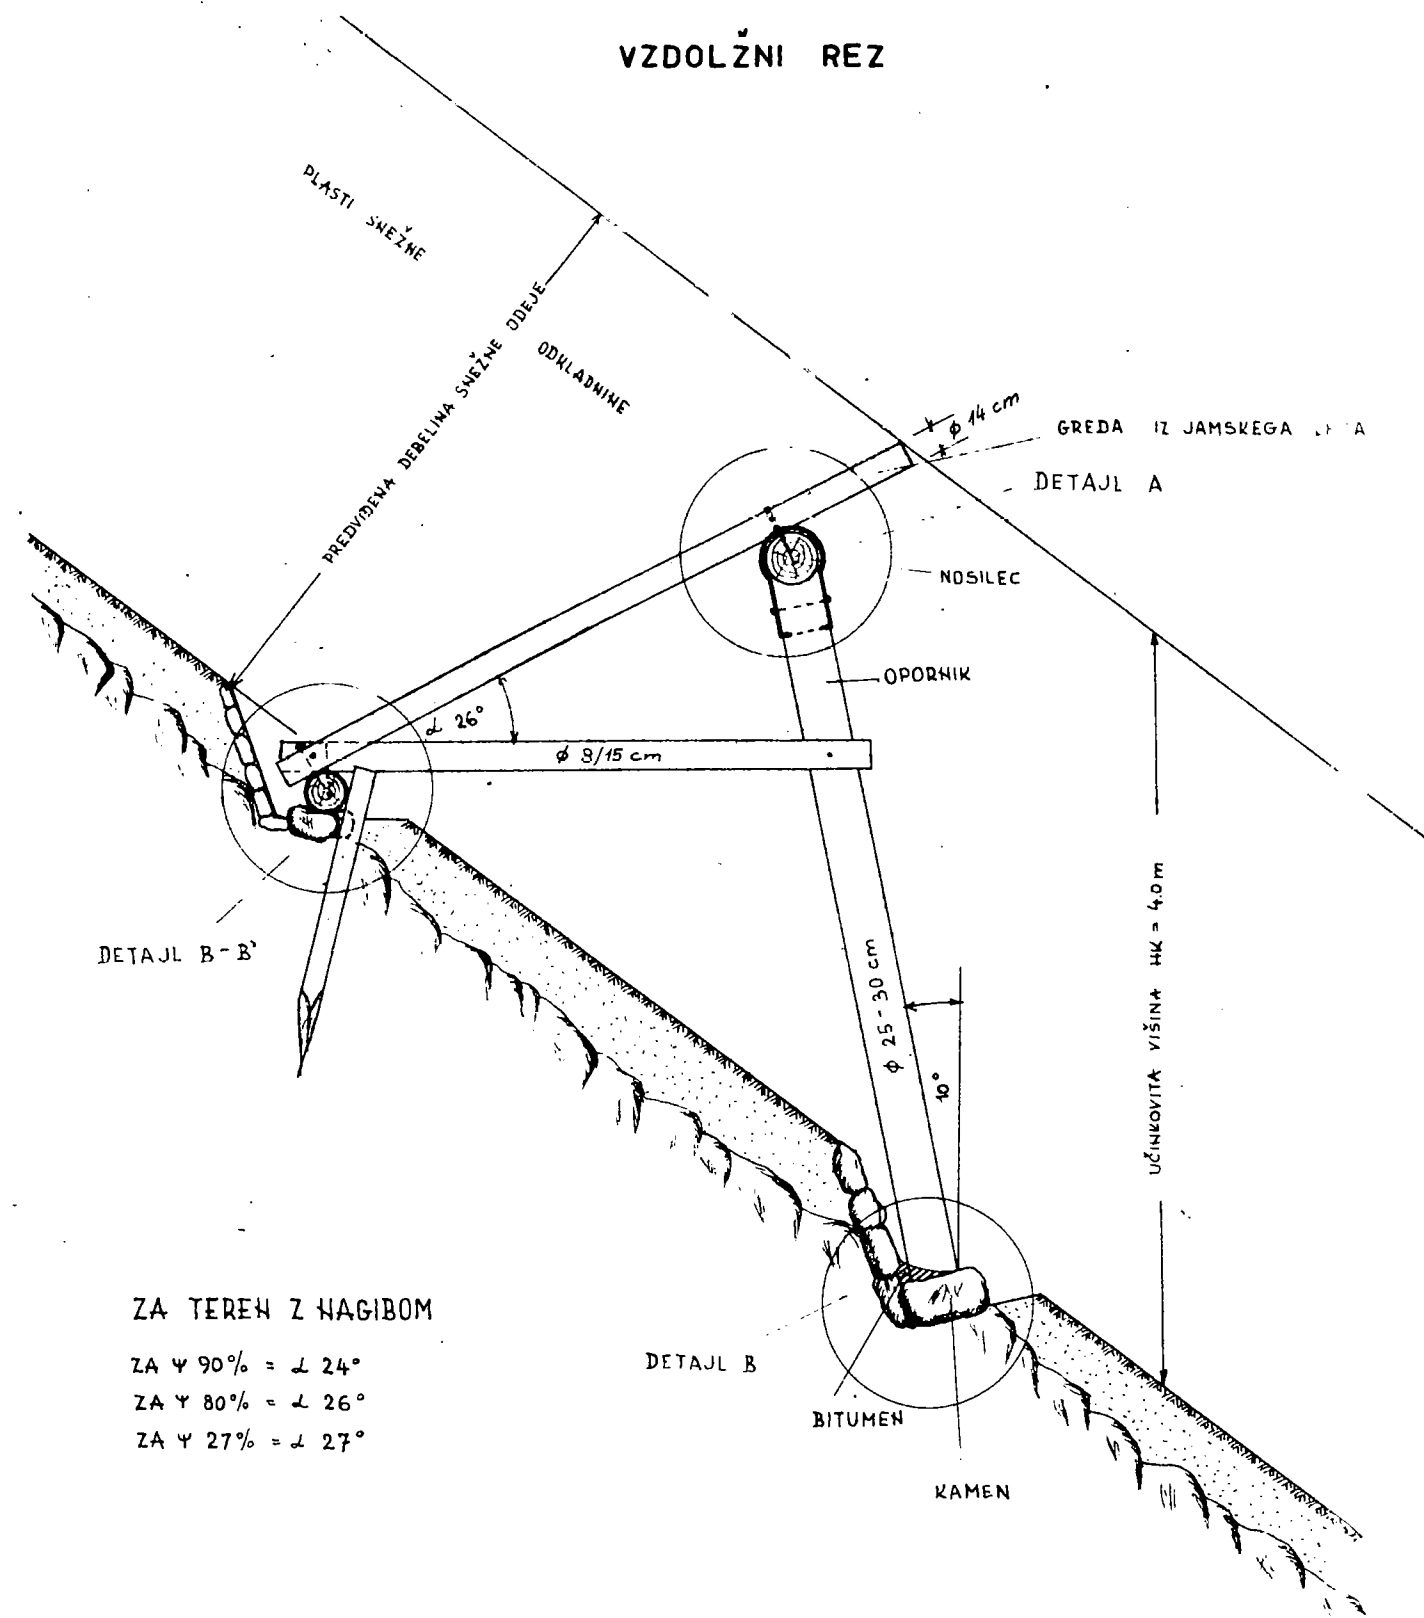 VZDOLŽNI REZ
PLASTI SNEŽNE
ODKLADNINE
PREDVIDENA DEBELINA SNEŽNE ODEJE
ϕ 14 cm
GREDA IZ JAMSKEGA
DETAJL A
NOSILEC
OPORNIK
α 26°
ϕ 8/15 cm
DETAJL B-B'
ϕ 25-30 cm
10°
UČINKOVITA VIŠINA HK = 4.0 m
ZA TEREN Z NAGIBOM
ZA Ψ 90% = α 24°
ZA Ψ 80% = α 26°
ZA Ψ 27% = α 27°
DETAJL B
BITUMEN
KAMEN